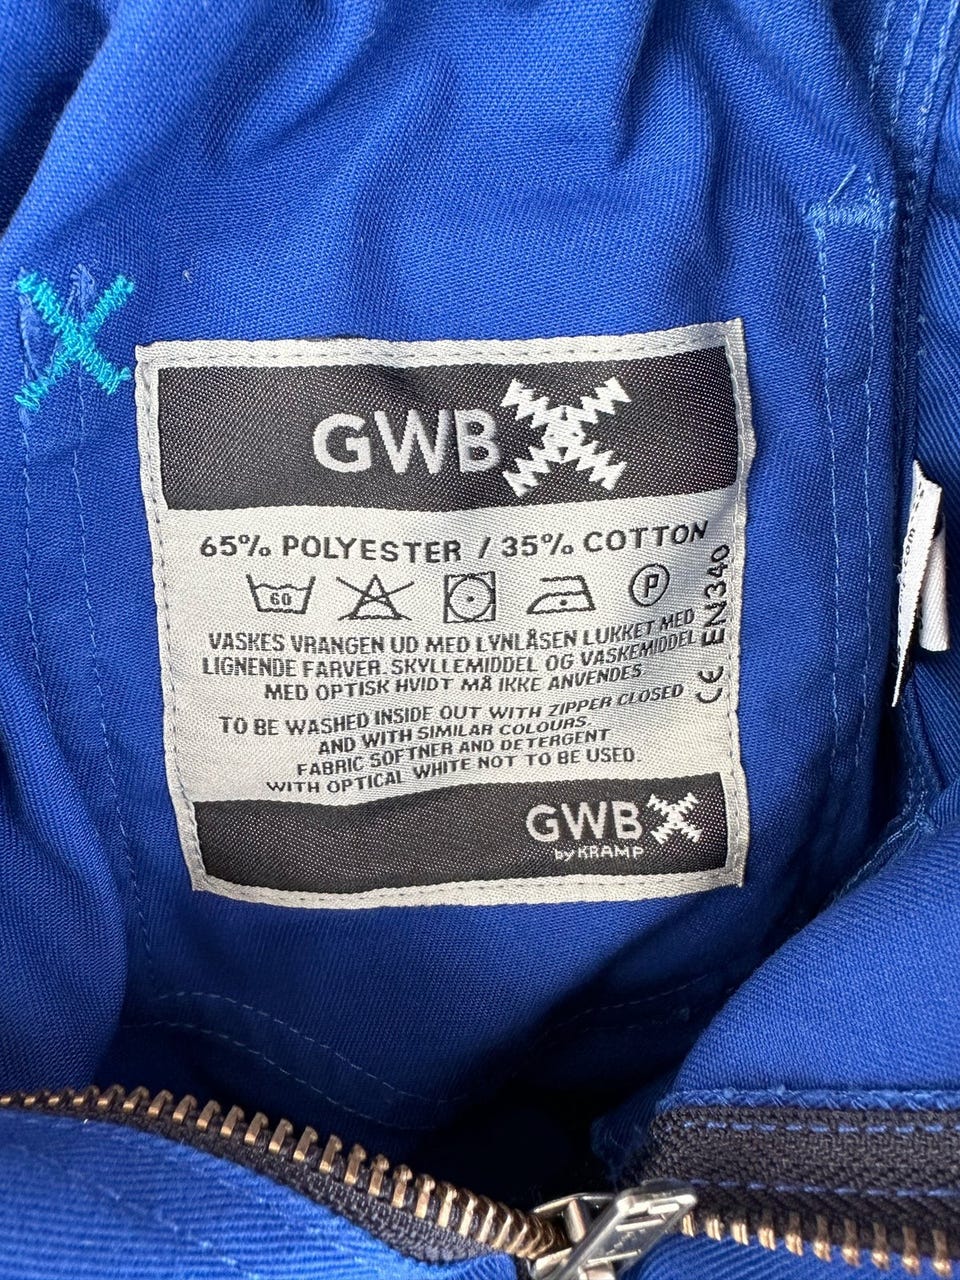 GWB
65% POLYESTER / 35% COTTON
60
P
VASKES VRANGEN UD MED LYNLÅSEN LUKKET MED
LIGNENDE FARVER. SKYLLEMIDDEL OG VASKEMIDDEL
MED OPTISK HVIDT MÅ IKKE ANVENDES.
TO BE WASHED INSIDE OUT WITH ZIPPER CLOSED
AND WITH SIMILAR COLOURS.
FABRIC SOFTNER AND DETERGENT
WITH OPTICAL WHITE NOT TO BE USED.
CE EN340
GWB
by KRAMP
.com